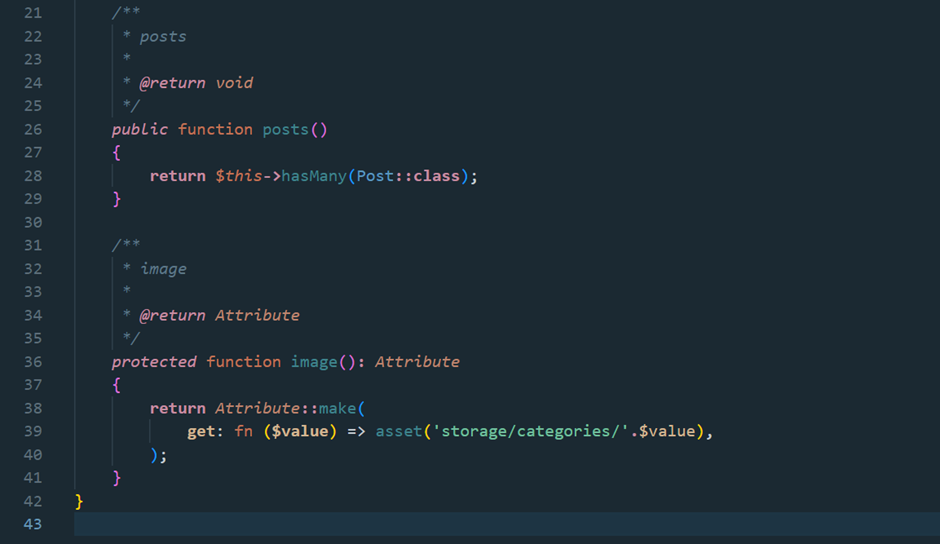 21 /**
22 * posts
23 *
24 * @return void
25 */
26 public function posts()
27 {
28 return $this->hasMany(Post::class);
29 }
30
31 /**
32 * image
33 *
34 * @return Attribute
35 */
36 protected function image(): Attribute
37 {
38 return Attribute::make(
39 get: fn ($value) => asset('storage/categories/'.$value),
40 );
41 }
42 }
43